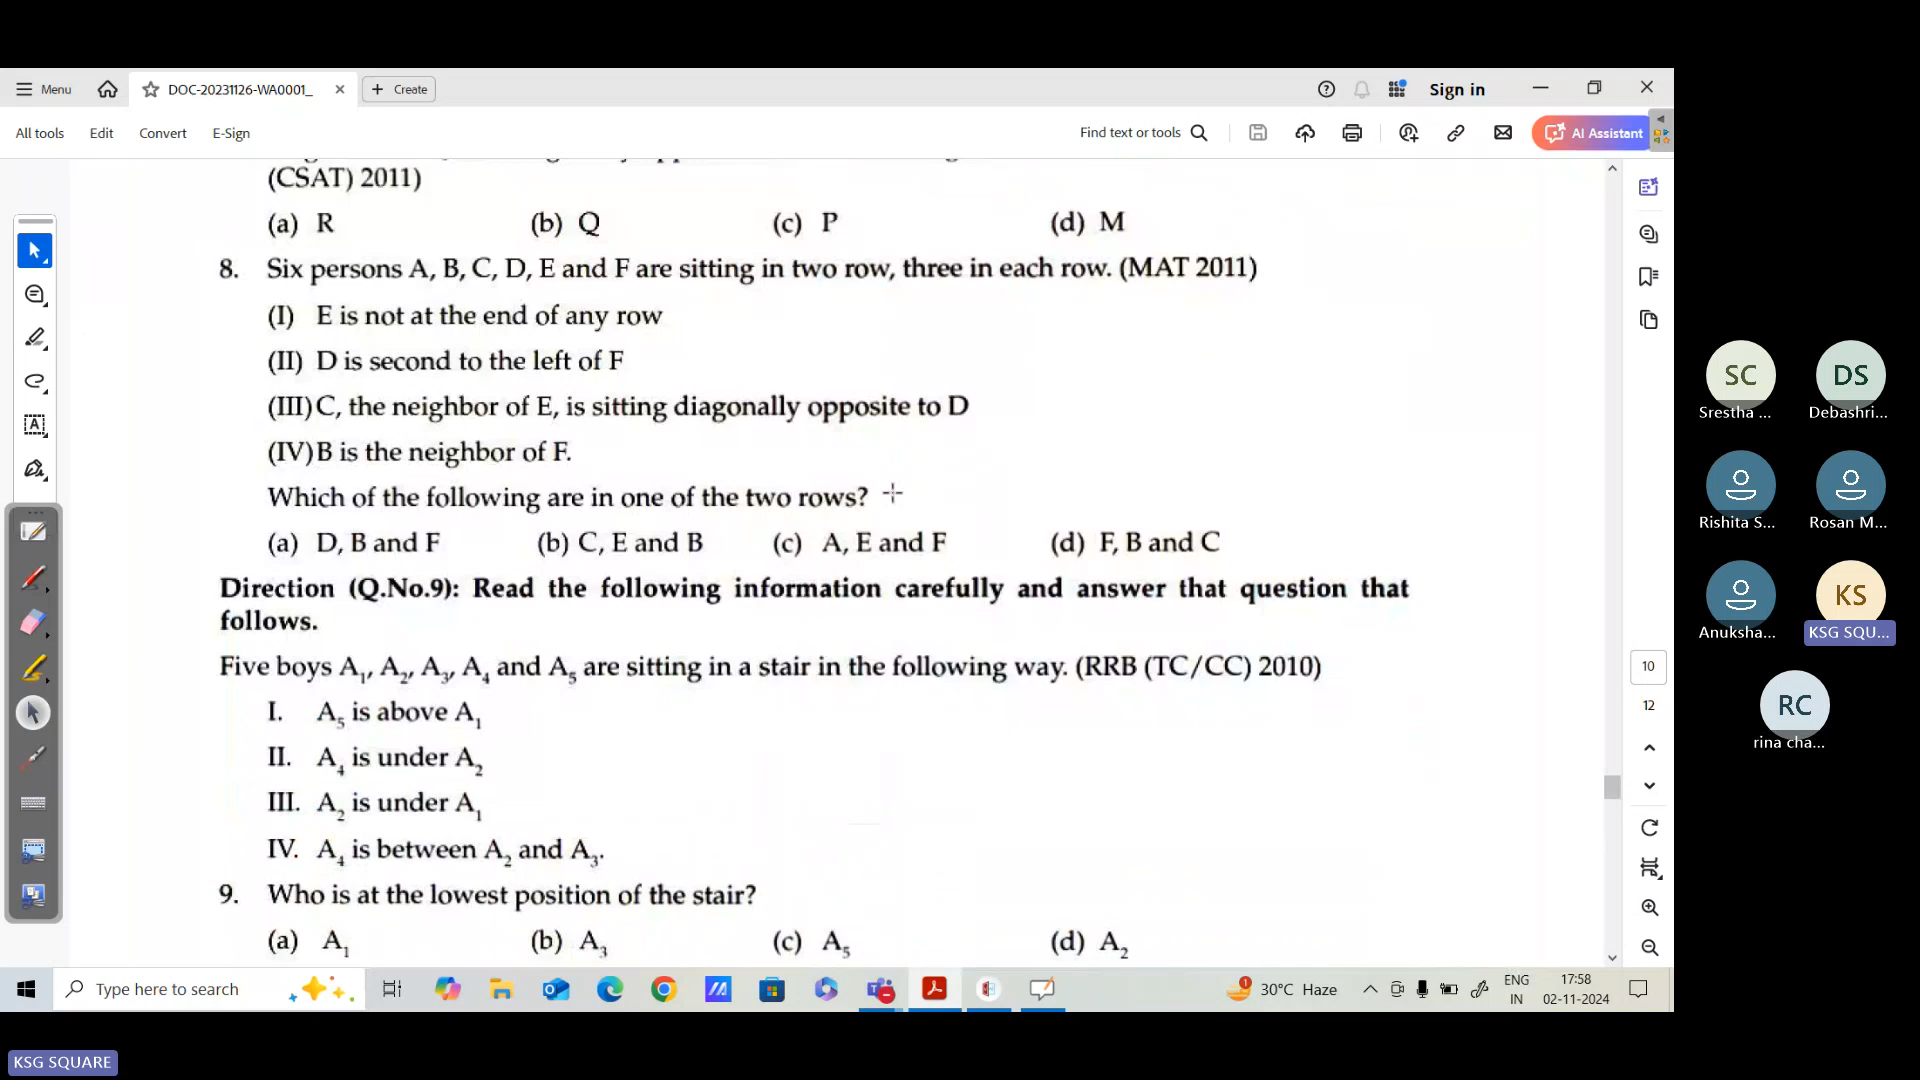 Menu
DOC-20231126-WA0001_
Create
Sign in
All tools
Edit
Convert
E-Sign
Find text or tools
AI Assistant
(CSAT) 2011)
(a) R (b) Q (c) P (d) M
8. Six persons A, B, C, D, E and F are sitting in two row, three in each row. (MAT 2011)
(I) E is not at the end of any row
(II) D is second to the left of F
(III) C, the neighbor of E, is sitting diagonally opposite to D
(IV) B is the neighbor of F.
Which of the following are in one of the two rows?
(a) D, B and F (b) C, E and B (c) A, E and F (d) F, B and C
Direction (Q.No.9): Read the following information carefully and answer that question that
follows.
Five boys A₁, A₂, A₃, A₄ and A₅ are sitting in a stair in the following way. (RRB (TC/CC) 2010)
I. A₅ is above A₁
II. A₄ is under A₂
III. A₂ is under A₁
IV. A₄ is between A₂ and A₃.
9. Who is at the lowest position of the stair?
(a) A₁ (b) A₃ (c) A₅ (d) A₂
10
12
SC
Srestha ...
DS
Debashri...
Rishita S...
Rosan M...
Anuksha...
KS
KSG SQU...
RC
rina cha...
Type here to search
30°C Haze
ENG
IN
17:58
02-11-2024
KSG SQUARE